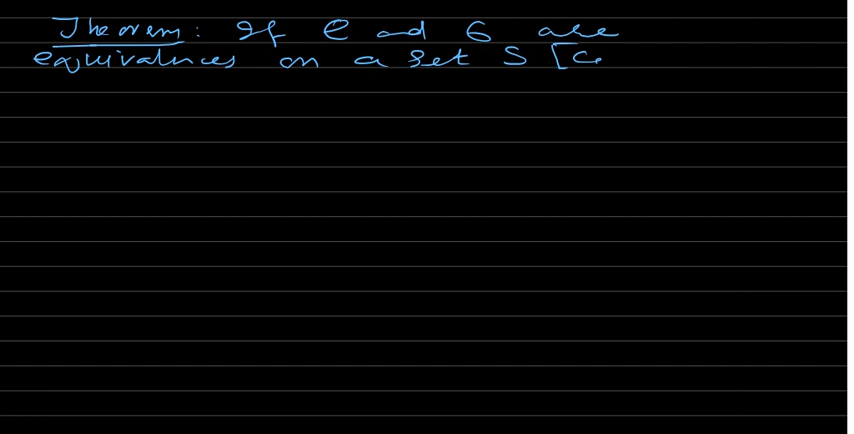 Theorem: If ρ and σ are
equivalences on a set S [